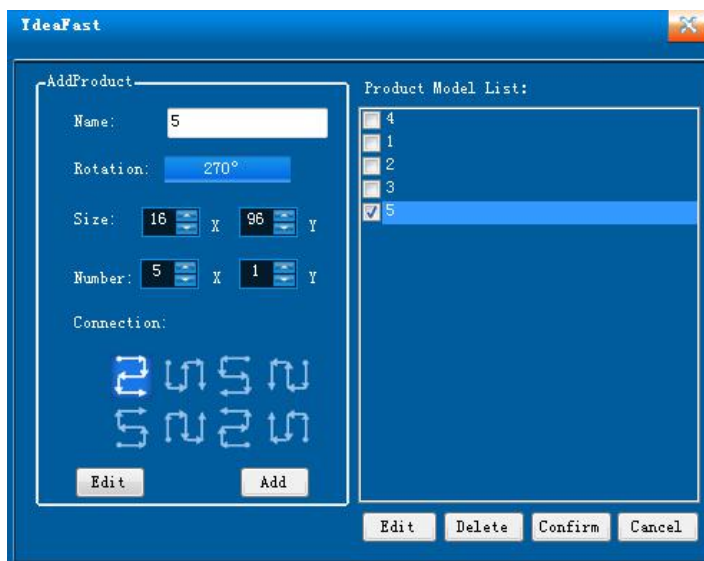 YdeaFast
AddProduct
Name: 5
Rotation: 270°
Size: 16 X 96 Y
Number: 5 X 1 Y
Connection:
Edit Add
Product Model List:
4
1
2
3
5
Edit Delete Confirm Cancel